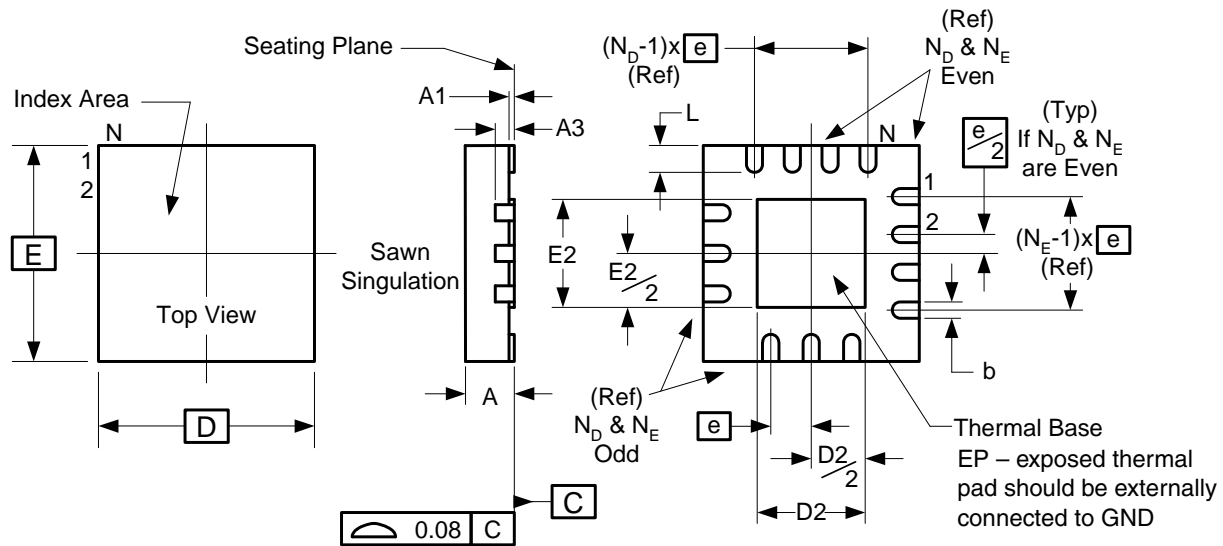 Seating Plane
Index Area
N
1
2
E
Top View
D
A1
A3
Sawn
Singulation
A
C
0.08 C
(N_D-1)x e
(Ref)
L
E2
E2/2
(Ref)
N_D & N_E
Even
N
e/2
(Typ)
If N_D & N_E
are Even
1
2
(N_E-1)x e
(Ref)
b
(Ref)
N_D & N_E
Odd
e
D2/2
D2
Thermal Base
EP – exposed thermal
pad should be externally
connected to GND